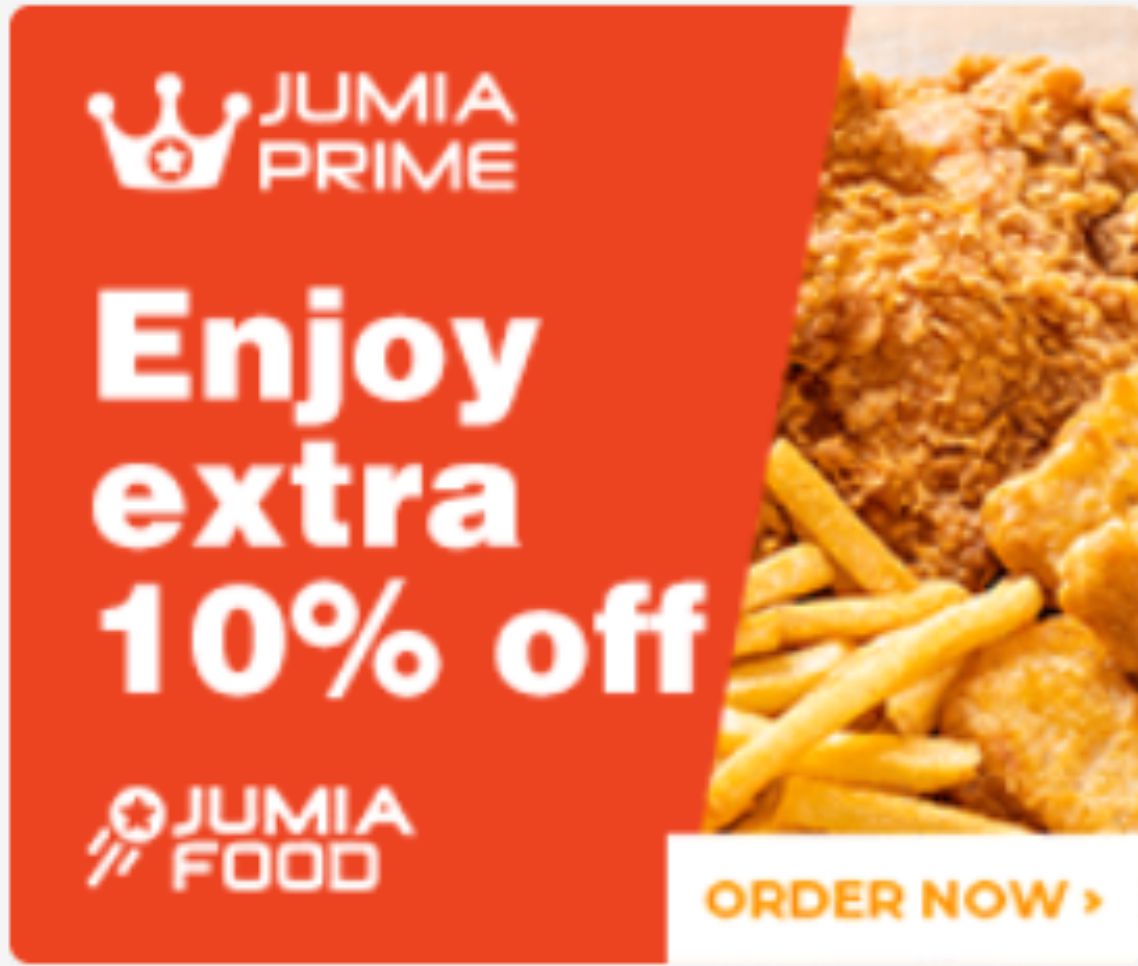 JUMIA
PRIME
Enjoy
extra
10% off
JUMIA
FOOD
ORDER NOW >